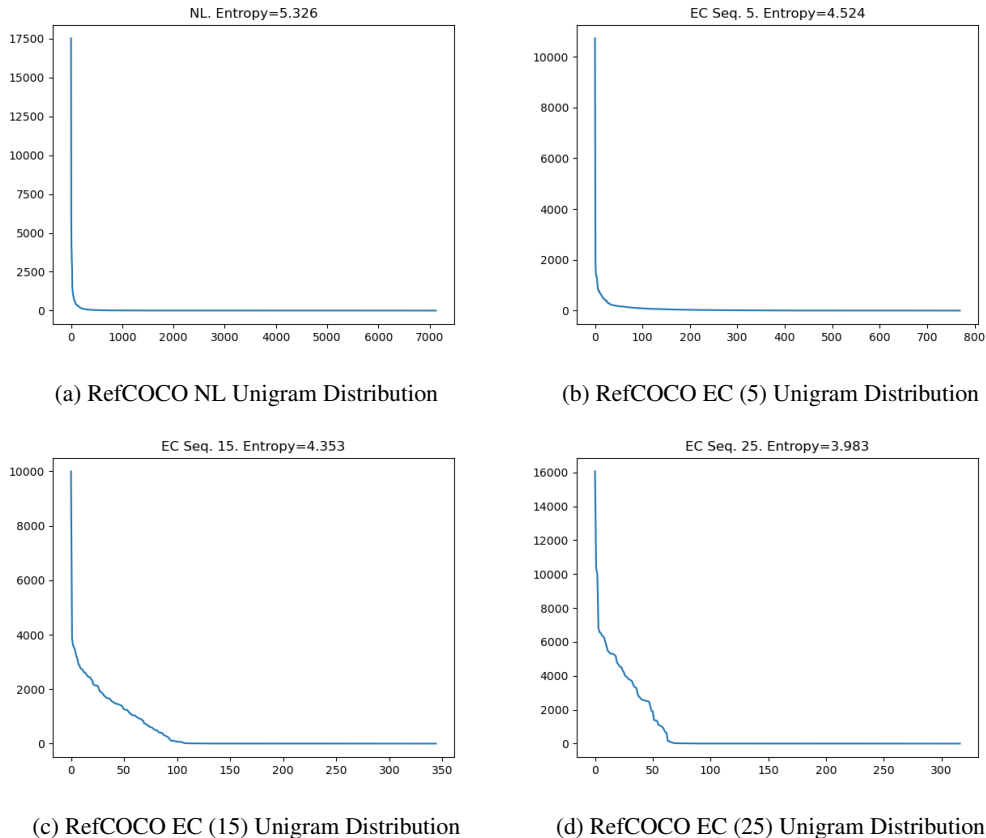 NL. Entropy=5.326
17500
15000
12500
10000
7500
5000
2500
0
0 1000 2000 3000 4000 5000 6000 7000
(a) RefCOCO NL Unigram Distribution
EC Seq. 5. Entropy=4.524
10000
8000
6000
4000
2000
0
0 100 200 300 400 500 600 700 800
(b) RefCOCO EC (5) Unigram Distribution
EC Seq. 15. Entropy=4.353
10000
8000
6000
4000
2000
0
0 50 100 150 200 250 300 350
(c) RefCOCO EC (15) Unigram Distribution
EC Seq. 25. Entropy=3.983
16000
14000
12000
10000
8000
6000
4000
2000
0
0 50 100 150 200 250 300
(d) RefCOCO EC (25) Unigram Distribution